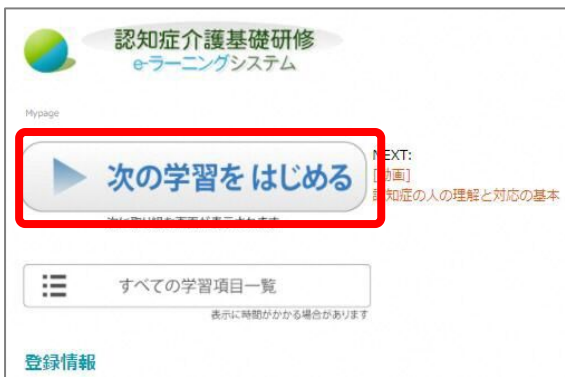 認知症介護基礎研修
e-ラーニングシステム
Mypage
次の学習を はじめる
NEXT:
[動画]
認知症の人の理解と対応の基本
すべての学習項目一覧
表示に時間がかかる場合があります
登録情報